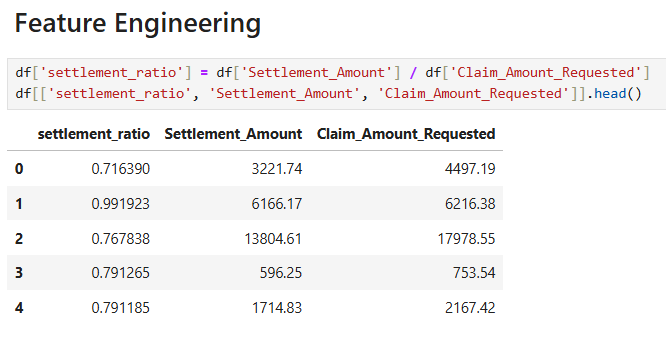 Feature Engineering
df['settlement_ratio'] = df['Settlement_Amount'] / df['Claim_Amount_Requested']
df[['settlement_ratio', 'Settlement_Amount', 'Claim_Amount_Requested']].head()
settlement_ratio Settlement_Amount Claim_Amount_Requested
0 0.716390 3221.74 4497.19
1 0.991923 6166.17 6216.38
2 0.767838 13804.61 17978.55
3 0.791265 596.25 753.54
4 0.791185 1714.83 2167.42